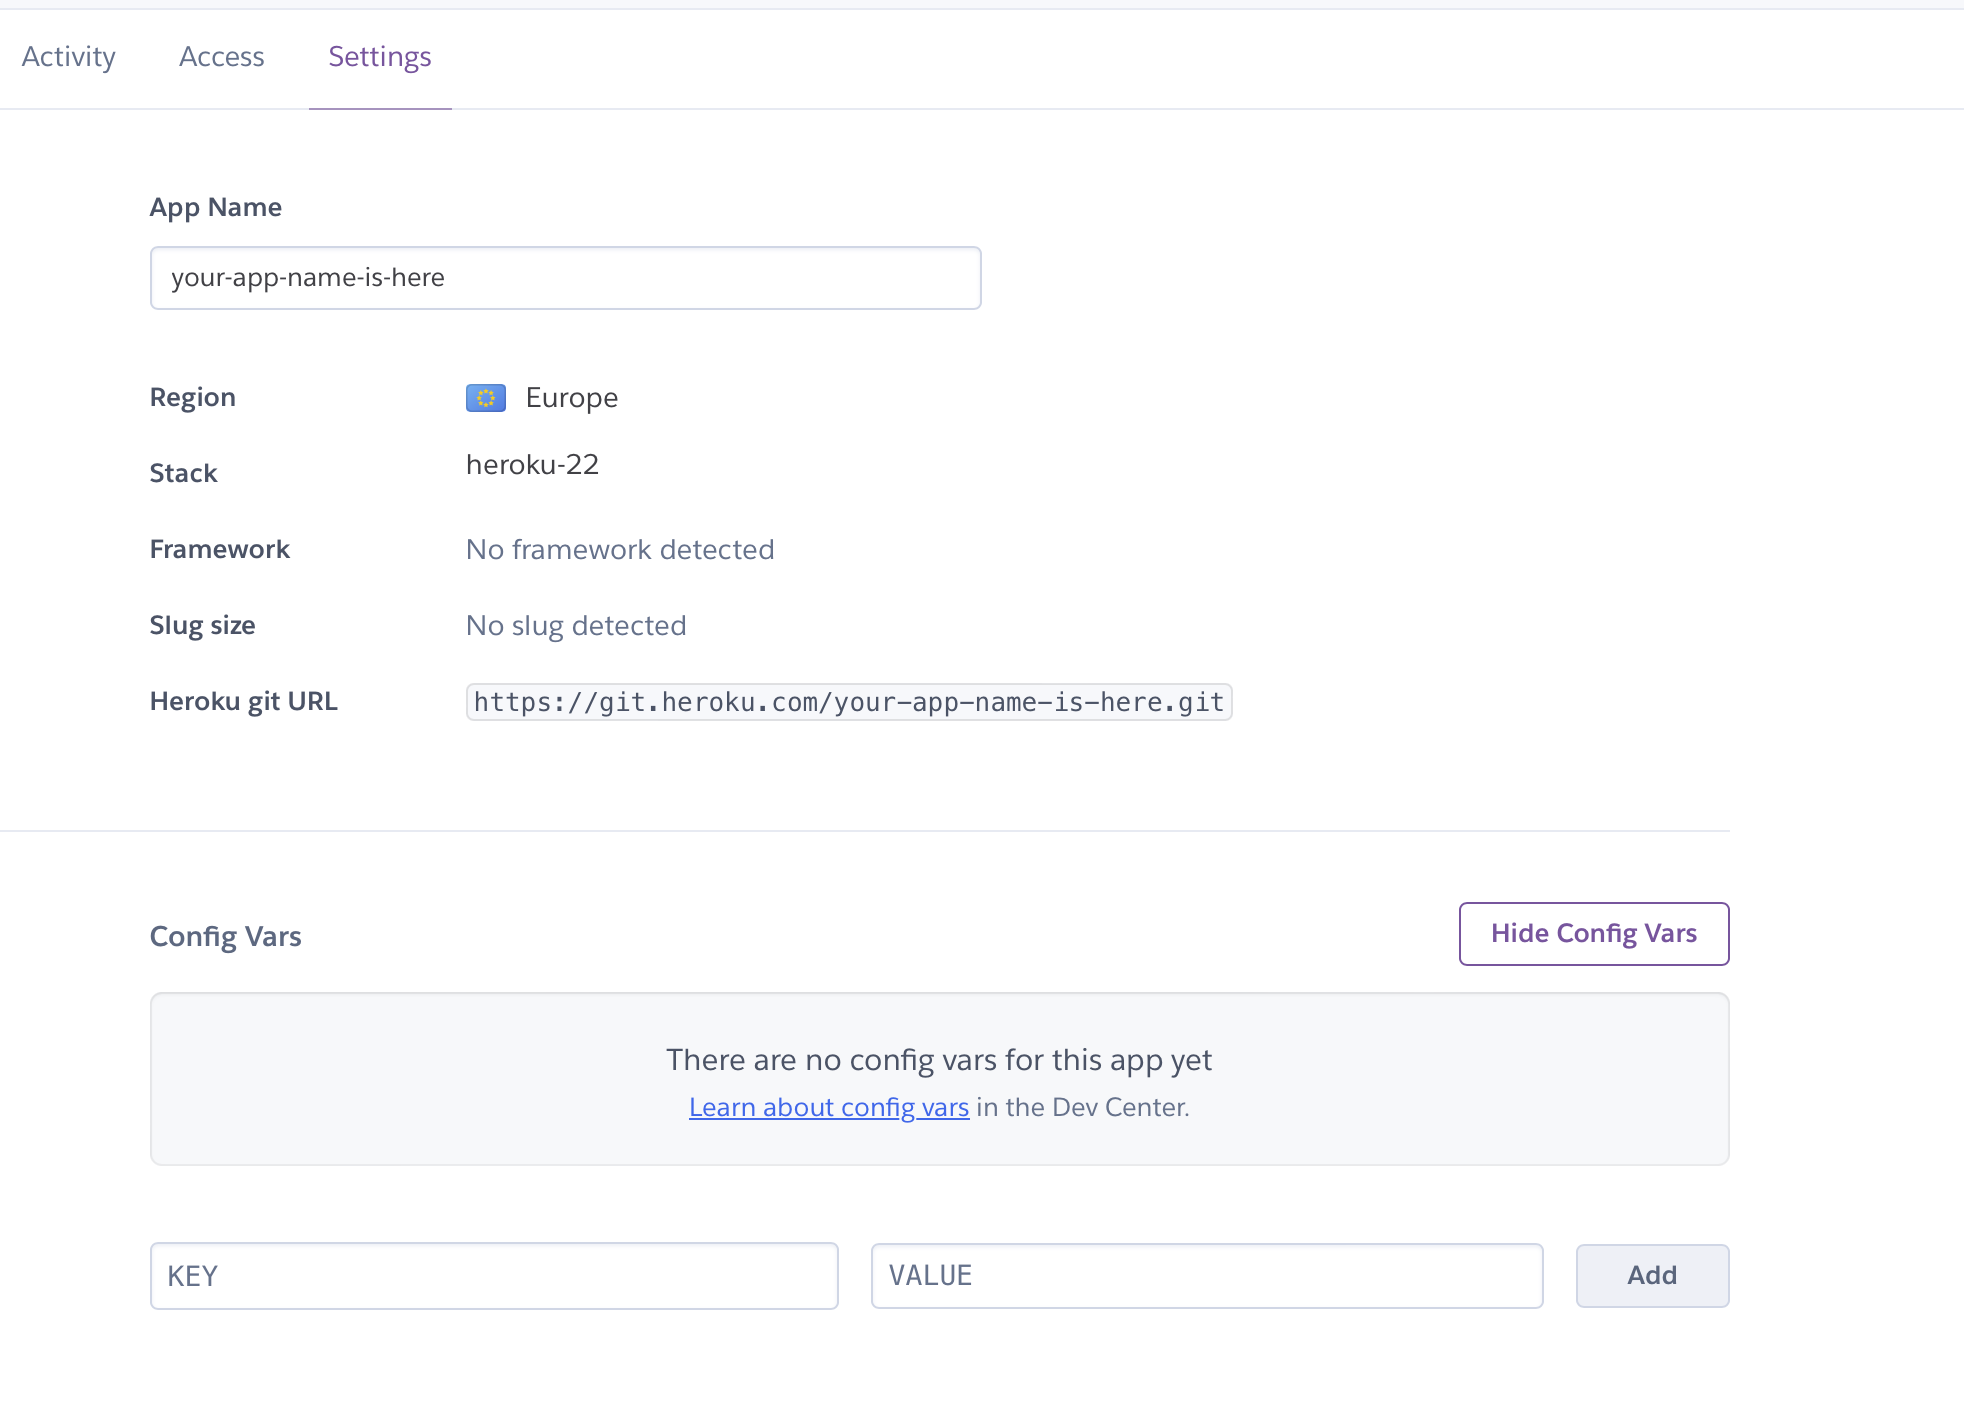 Activity Access Settings
App Name
your-app-name-is-here
Region Europe
Stack heroku-22
Framework No framework detected
Slug size No slug detected
Heroku git URL https://git.heroku.com/your-app-name-is-here.git
Config Vars Hide Config Vars
There are no config vars for this app yet
Learn about config vars in the Dev Center.
KEY VALUE Add